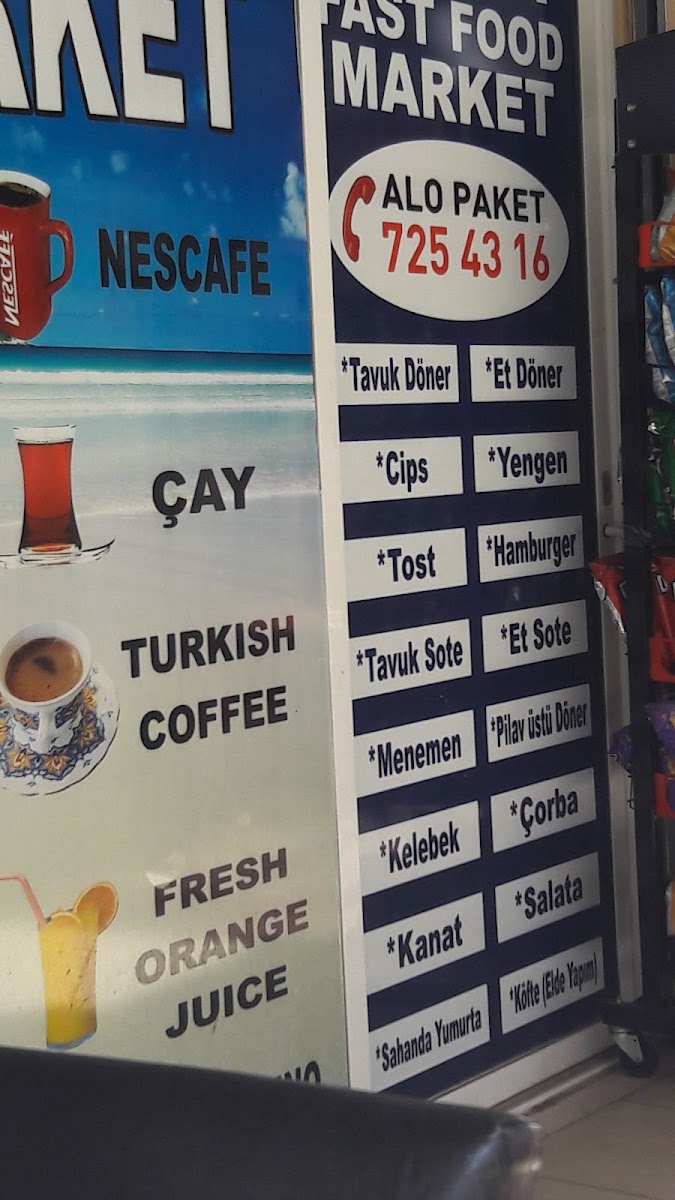 NESCAFE
NESCAFÉ
ÇAY
TURKISH
COFFEE
FRESH
ORANGE
JUICE
FAST FOOD
MARKET
ALO PAKET
725 43 16
*Tavuk Döner
*Et Döner
*Cips
*Yengen
*Tost
*Hamburger
*Tavuk Sote
*Et Sote
*Menemen
*Pilav üstü Döner
*Kelebek
*Çorba
*Kanat
*Salata
*Sahanda Yumurta
*Köfte (Elde Yapım)